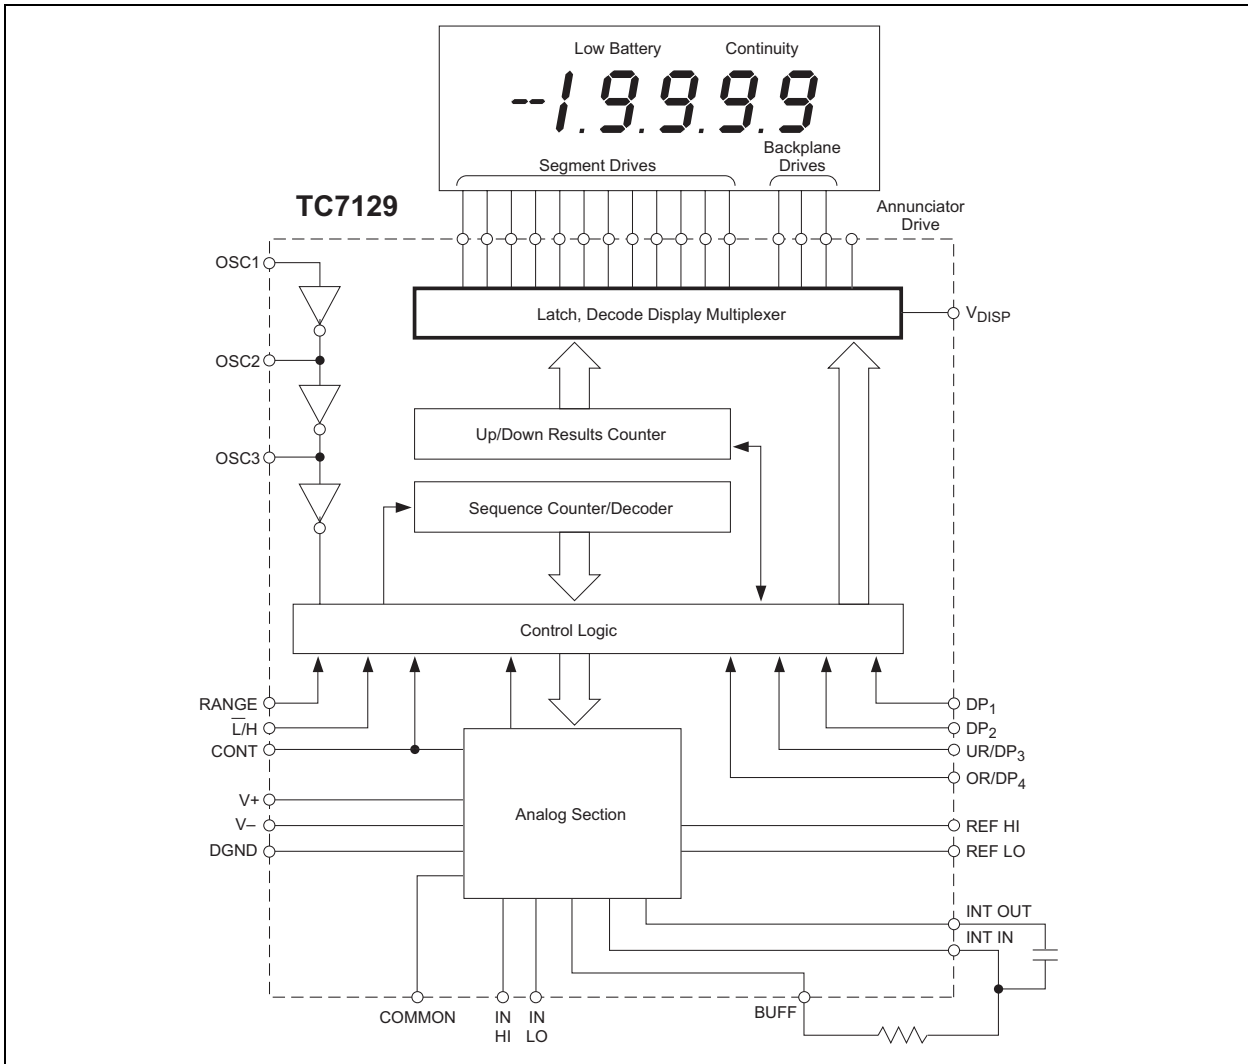 Low Battery Continuity
--1.9.9.9.9
Segment Drives
Backplane
Drives
TC7129
Annunciator
Drive
OSC1
OSC2
OSC3
Latch, Decode Display Multiplexer
VDISP
Up/Down Results Counter
Sequence Counter/Decoder
Control Logic
RANGE
L̅/H
CONT
V+
V–
DGND
Analog Section
DP1
DP2
UR/DP3
OR/DP4
REF HI
REF LO
INT OUT
INT IN
COMMON
IN
HI
IN
LO
BUFF